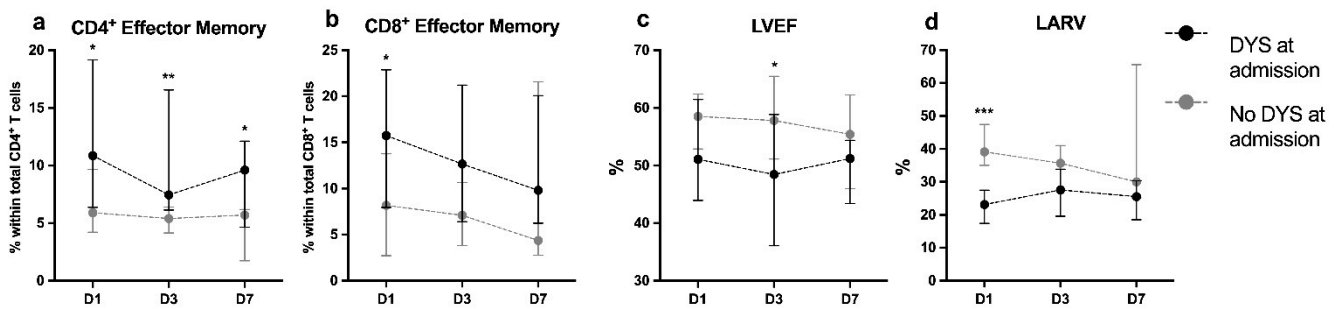 a
CD4⁺ Effector Memory
% within total CD4⁺ T cells
20
15
10
5
0
*
**
*
D1 D3 D7
b
CD8⁺ Effector Memory
% within total CD8⁺ T cells
25
20
15
10
5
0
*
D1 D3 D7
c
LVEF
%
70
60
50
40
30
*
D1 D3 D7
d
LARV
%
70
60
50
40
30
20
10
0
***
D1 D3 D7
DYS at
admission
No DYS at
admission